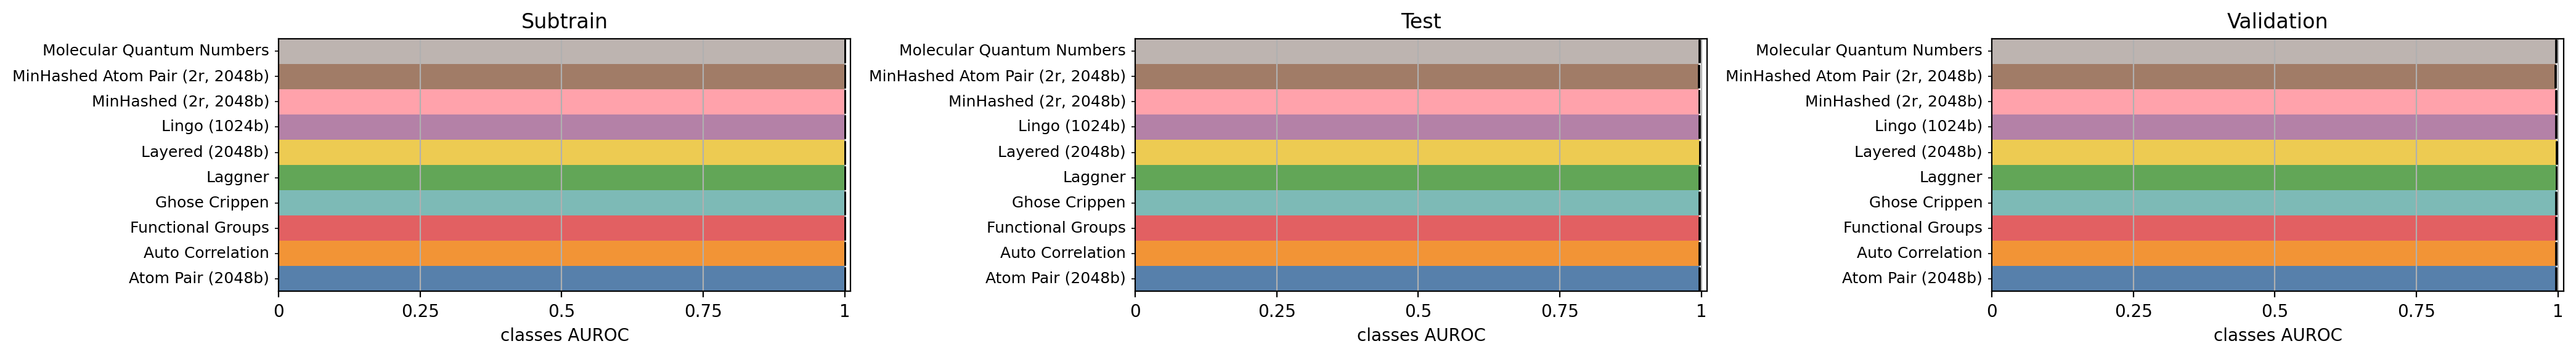 Subtrain
Molecular Quantum Numbers
MinHashed Atom Pair (2r, 2048b)
MinHashed (2r, 2048b)
Lingo (1024b)
Layered (2048b)
Laggner
Ghose Crippen
Functional Groups
Auto Correlation
Atom Pair (2048b)
0 0.25 0.5 0.75 1
classes AUROC
Test
Molecular Quantum Numbers
MinHashed Atom Pair (2r, 2048b)
MinHashed (2r, 2048b)
Lingo (1024b)
Layered (2048b)
Laggner
Ghose Crippen
Functional Groups
Auto Correlation
Atom Pair (2048b)
0 0.25 0.5 0.75 1
classes AUROC
Validation
Molecular Quantum Numbers
MinHashed Atom Pair (2r, 2048b)
MinHashed (2r, 2048b)
Lingo (1024b)
Layered (2048b)
Laggner
Ghose Crippen
Functional Groups
Auto Correlation
Atom Pair (2048b)
0 0.25 0.5 0.75 1
classes AUROC